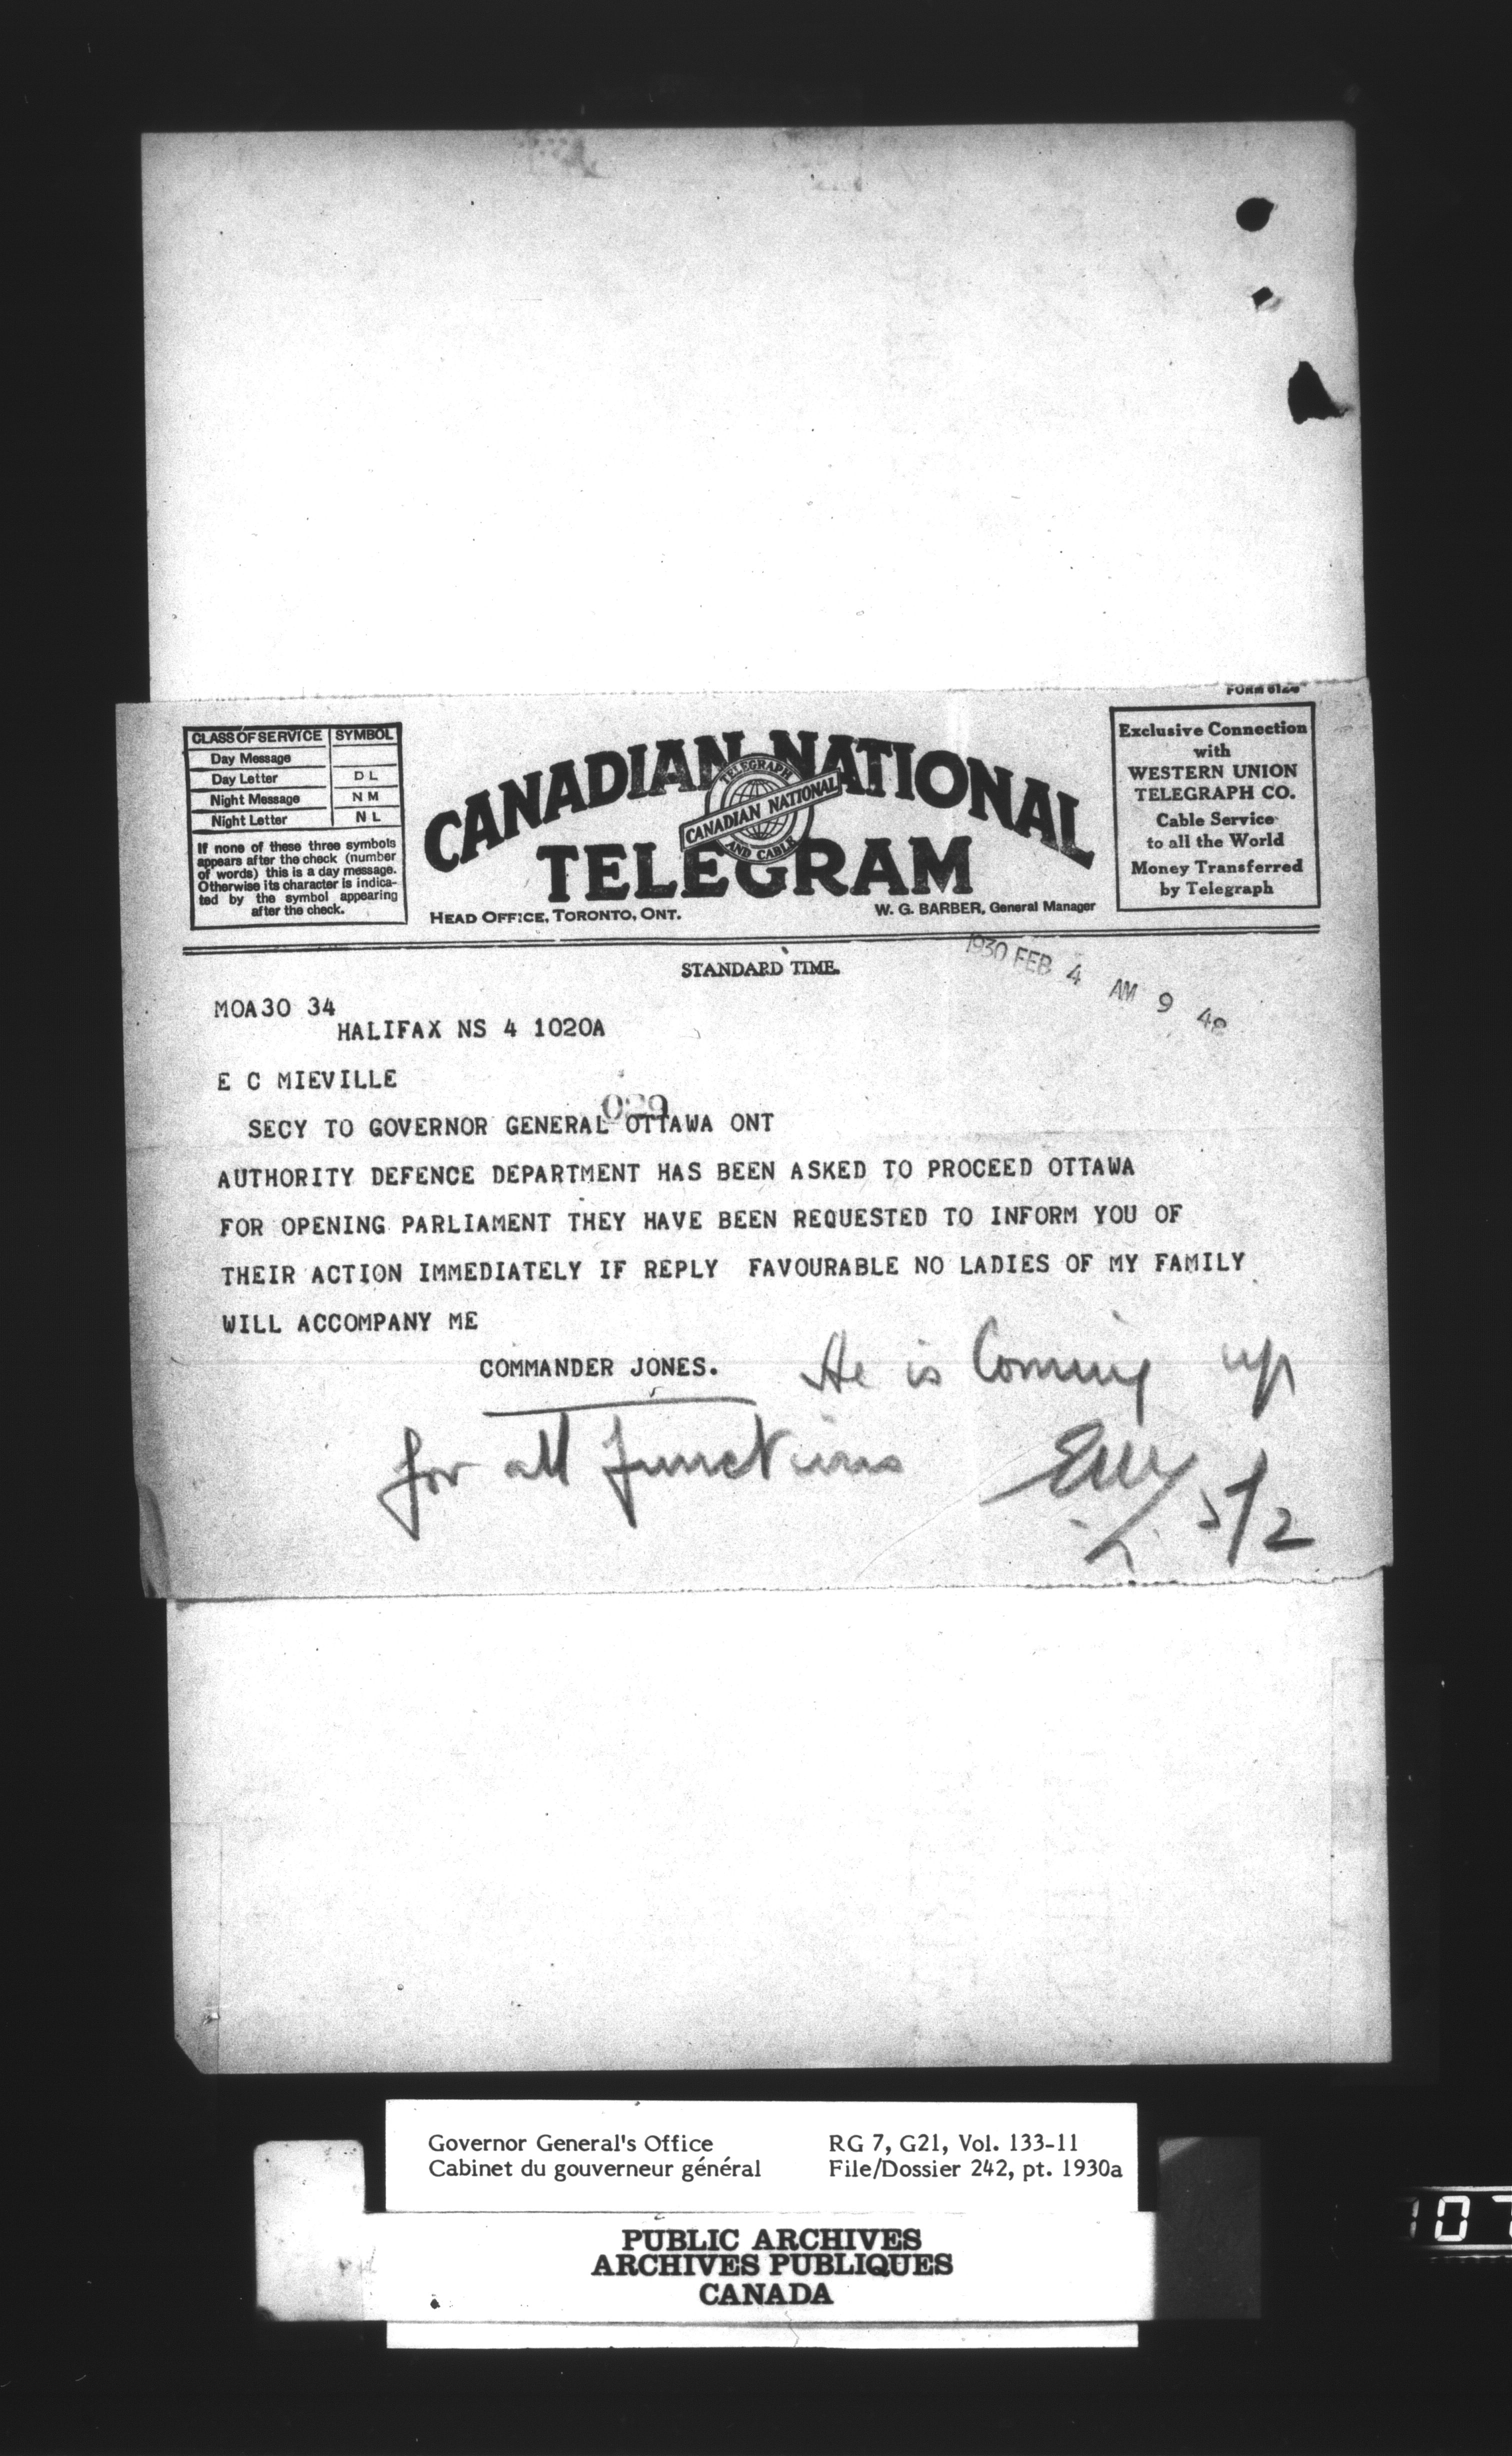 FORM 6124
CLASS OF SERVICE SYMBOL
Day Message
Day Letter D L
Night Message N M
Night Letter N L
If none of these three symbols
appears after the check (number
of words) this is a day message.
Otherwise its character is indica-
ted by the symbol appearing
after the check.
CANADIAN NATIONAL
TELEGRAPH
CANADIAN NATIONAL
AND CABLE
TELEGRAM
HEAD OFFICE, TORONTO, ONT.
W. G. BARBER, General Manager
Exclusive Connection
with
WESTERN UNION
TELEGRAPH CO.
Cable Service
to all the World
Money Transferred
by Telegraph
STANDARD TIME.
1930 FEB 4 AM 9 48
MOA30 34
HALIFAX NS 4 1020A
E C MIEVILLE
029
SECY TO GOVERNOR GENERAL OTTAWA ONT
AUTHORITY DEFENCE DEPARTMENT HAS BEEN ASKED TO PROCEED OTTAWA
FOR OPENING PARLIAMENT THEY HAVE BEEN REQUESTED TO INFORM YOU OF
THEIR ACTION IMMEDIATELY IF REPLY FAVOURABLE NO LADIES OF MY FAMILY
WILL ACCOMPANY ME
COMMANDER JONES.
He is Coming up
for all functions
5/2
Governor General's Office
Cabinet du gouverneur général
RG 7, G21, Vol. 133-11
File/Dossier 242, pt. 1930a
PUBLIC ARCHIVES
ARCHIVES PUBLIQUES
CANADA